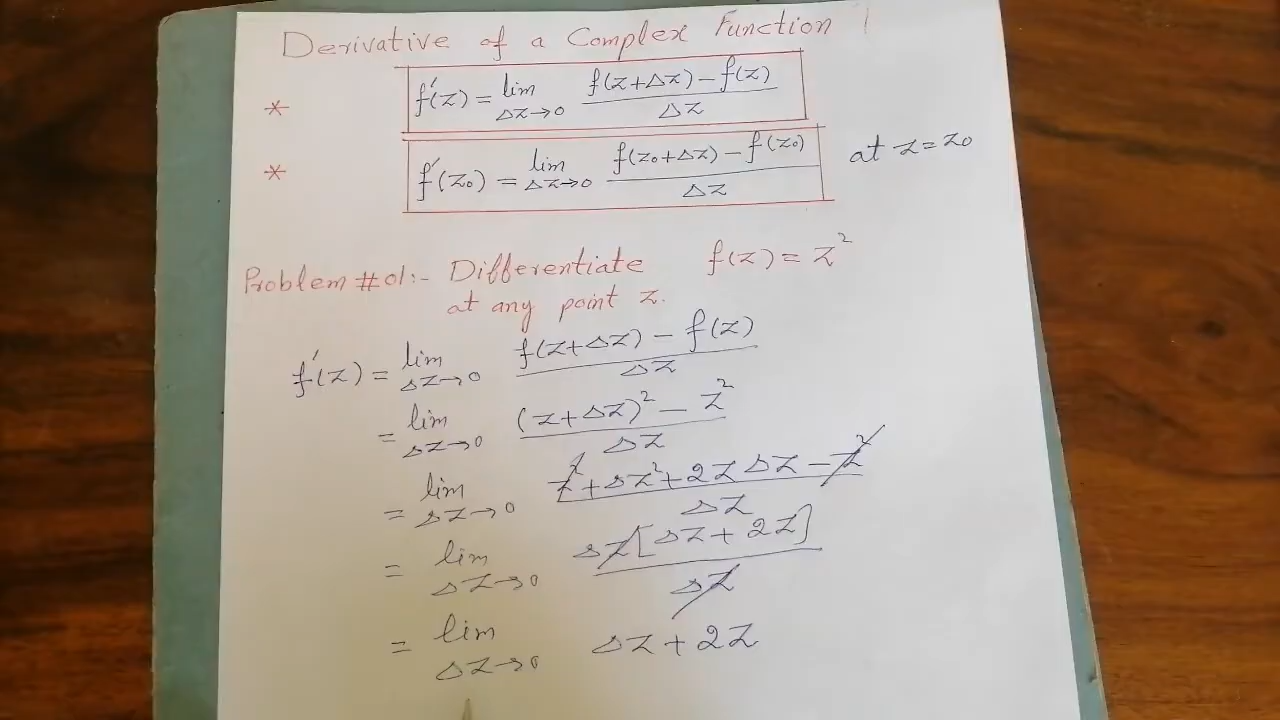 Derivative of a Complex Function
* f'(z) = lim Δz→0 f(z+Δz) − f(z) / Δz
* f'(z₀) = lim Δz→0 f(z₀+Δz) − f(z₀) / Δz at z = z₀
Problem #01:- Differentiate f(z) = z²
at any point z.
f'(z) = lim Δz→0 f(z+Δz) − f(z) / Δz
= lim Δz→0 (z+Δz)² − z² / Δz
= lim Δz→0 z² + Δz² + 2z Δz − z² / Δz
= lim Δz→0 Δz[Δz + 2z] / Δz
= lim Δz→0 Δz + 2z